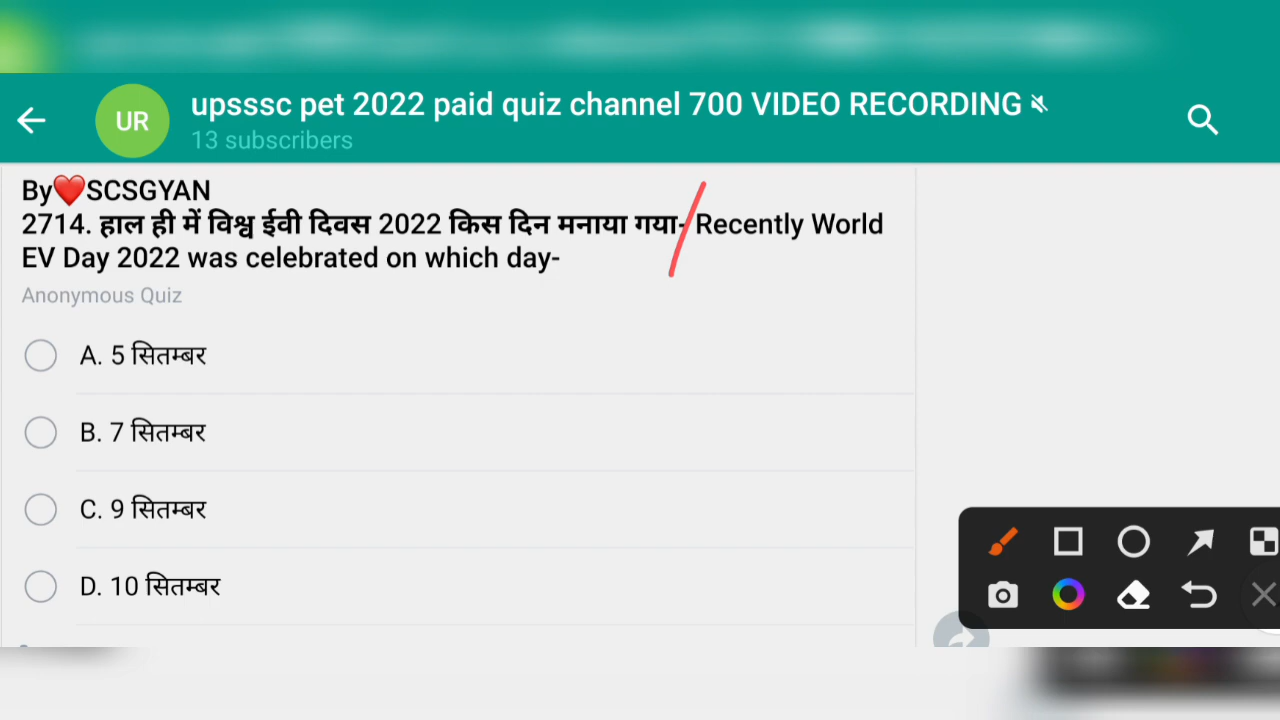 upsssc pet 2022 paid quiz channel 700 VIDEO RECORDING
UR
13 subscribers
By❤️SCSGYAN
2714. हाल ही में विश्व ईवी दिवस 2022 किस दिन मनाया गया- Recently World
EV Day 2022 was celebrated on which day-
Anonymous Quiz
A. 5 सितम्बर
B. 7 सितम्बर
C. 9 सितम्बर
D. 10 सितम्बर